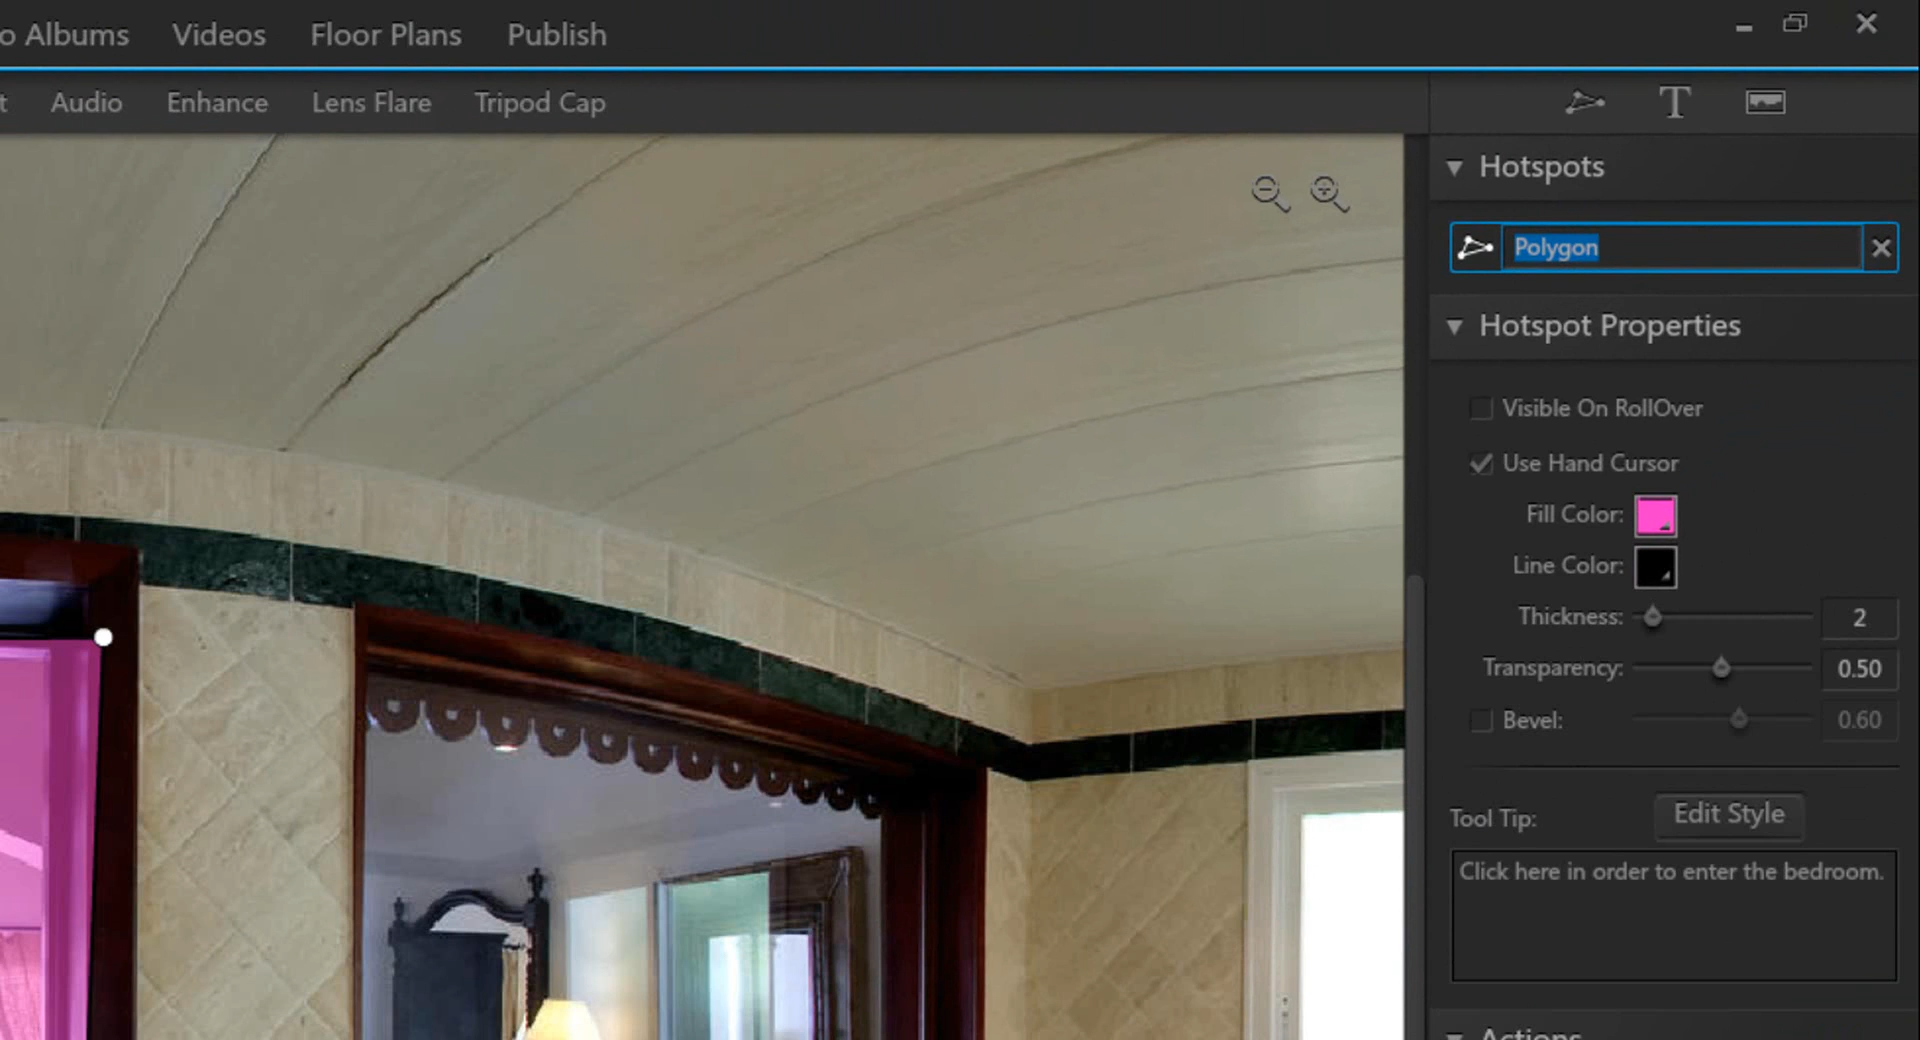 o Albums Videos Floor Plans Publish
t Audio Enhance Lens Flare Tripod Cap
T
Hotspots
Polygon
Hotspot Properties
Visible On RollOver
Use Hand Cursor
Fill Color:
Line Color:
Thickness: 2
Transparency: 0.50
Bevel: 0.60
Tool Tip: Edit Style
Click here in order to enter the bedroom.
Actions